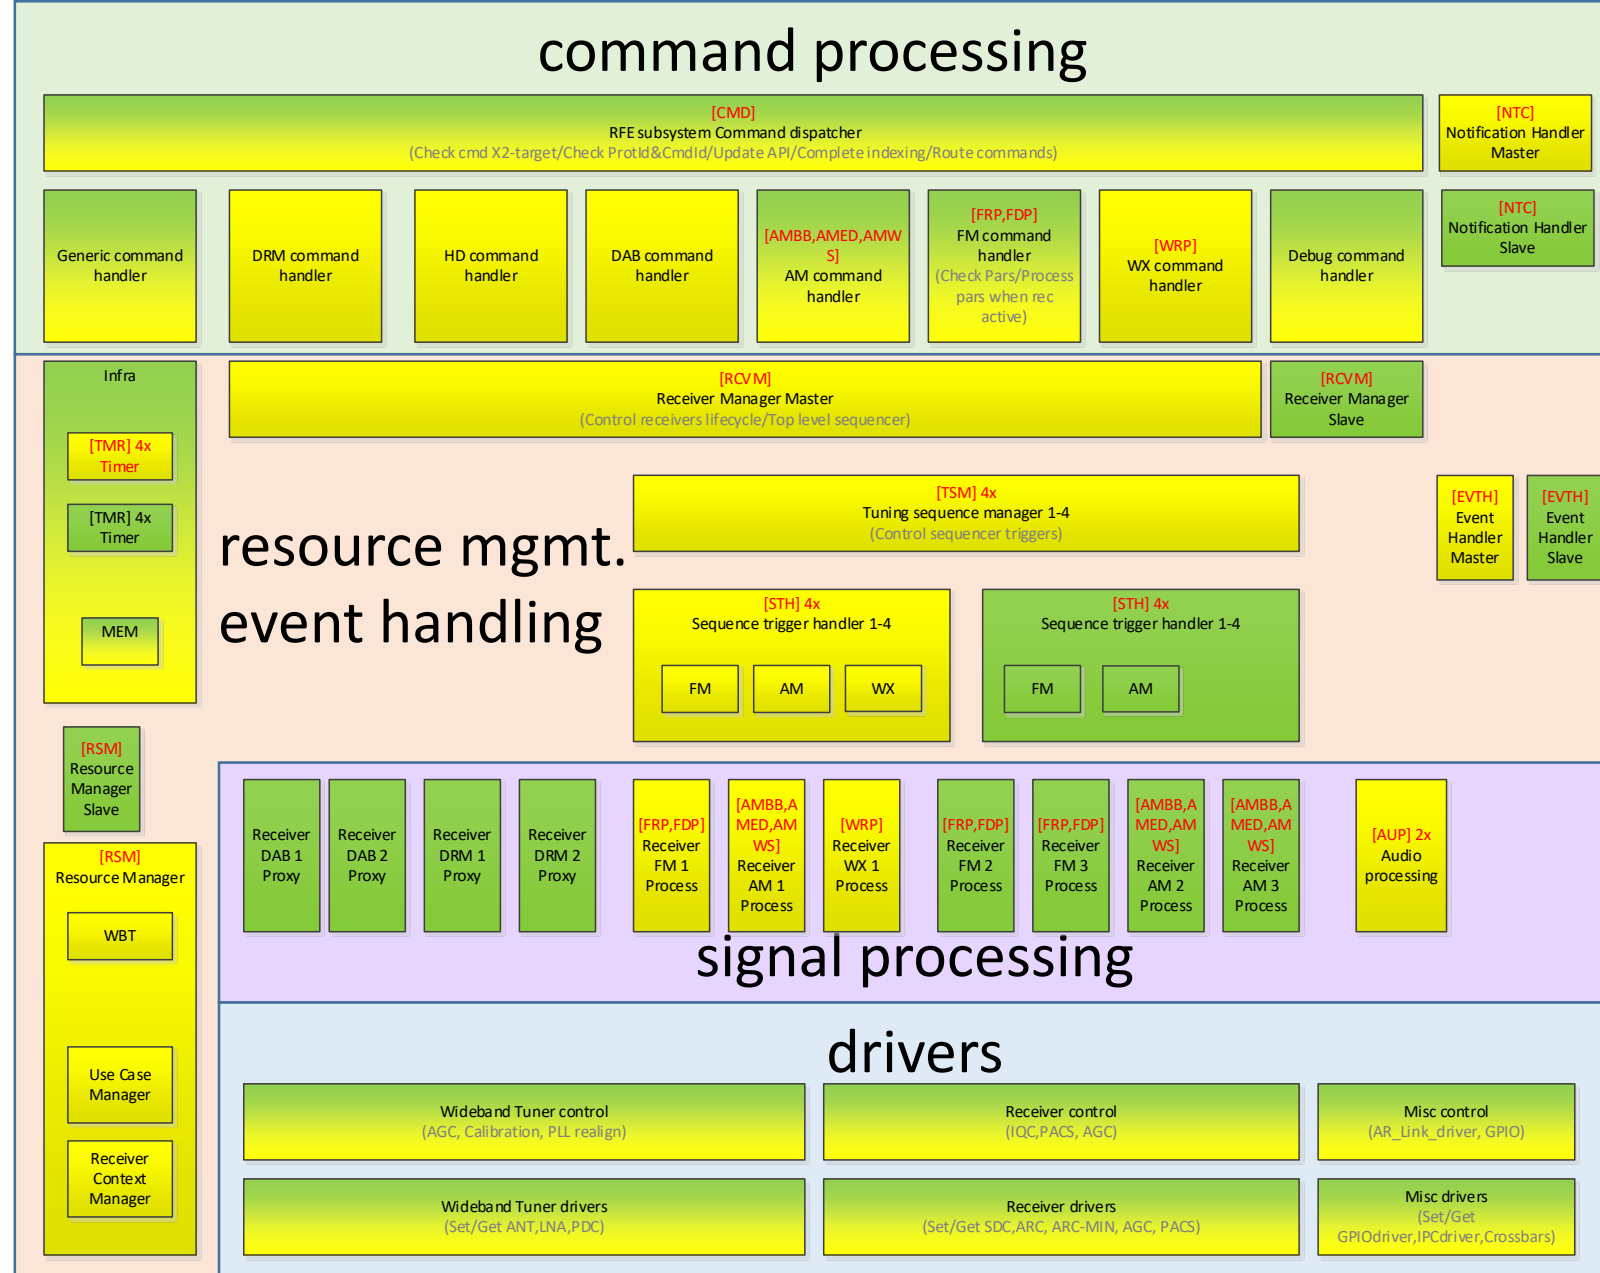 command processing
[CMD]
RFE subsystem Command dispatcher
(Check cmd X2-target/Check ProtId&CmdId/Update API/Complete indexing/Route commands)
[NTC]
Notification Handler
Master
Generic command
handler
DRM command
handler
HD command
handler
DAB command
handler
[AMBB,AMED,AMW
S]
AM command
handler
[FRP,FDP]
FM command
handler
(Check Pars/Process
pars when rec
active)
[WRP]
WX command
handler
Debug command
handler
[NTC]
Notification Handler
Slave
Infra
[TMR] 4x
Timer
[TMR] 4x
Timer
MEM
[RCVM]
Receiver Manager Master
(Control receivers lifecycle/Top level sequencer)
[RCVM]
Receiver Manager
Slave
resource mgmt.
event handling
[TSM] 4x
Tuning sequence manager 1-4
(Control sequencer triggers)
[EVTH]
Event
Handler
Master
[EVTH]
Event
Handler
Slave
[STH] 4x
Sequence trigger handler 1-4
FM
AM
WX
[STH] 4x
Sequence trigger handler 1-4
FM
AM
[RSM]
Resource
Manager
Slave
[RSM]
Resource Manager
WBT
Use Case
Manager
Receiver
Context
Manager
Receiver
DAB 1
Proxy
Receiver
DAB 2
Proxy
Receiver
DRM 1
Proxy
Receiver
DRM 2
Proxy
[FRP,FDP]
Receiver
FM 1
Process
[AMBB,A
MED,AM
WS]
Receiver
AM 1
Process
[WRP]
Receiver
WX 1
Process
[FRP,FDP]
Receiver
FM 2
Process
[FRP,FDP]
Receiver
FM 3
Process
[AMBB,A
MED,AM
WS]
Receiver
AM 2
Process
[AMBB,A
MED,AM
WS]
Receiver
AM 3
Process
[AUP] 2x
Audio
processing
signal processing
drivers
Wideband Tuner control
(AGC, Calibration, PLL realign)
Receiver control
(IQC,PACS, AGC)
Misc control
(AR_Link_driver, GPIO)
Wideband Tuner drivers
(Set/Get ANT,LNA,PDC)
Receiver drivers
(Set/Get SDC,ARC, ARC-MIN, AGC, PACS)
Misc drivers
(Set/Get
GPIOdriver,IPCdriver,Crossbars)